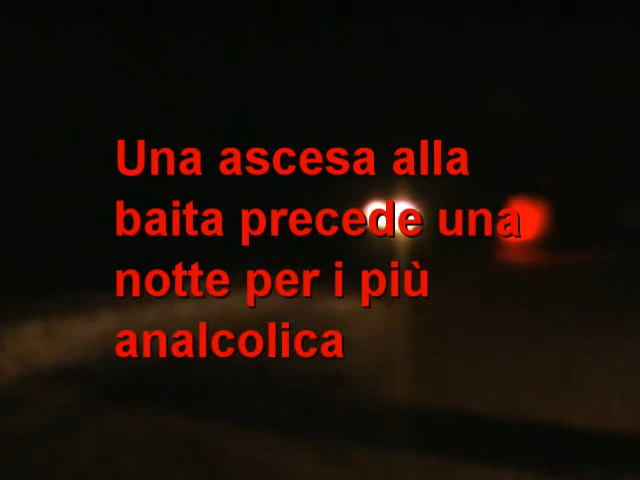 Una ascesa alla
baita precede una
notte per i più
analcolica